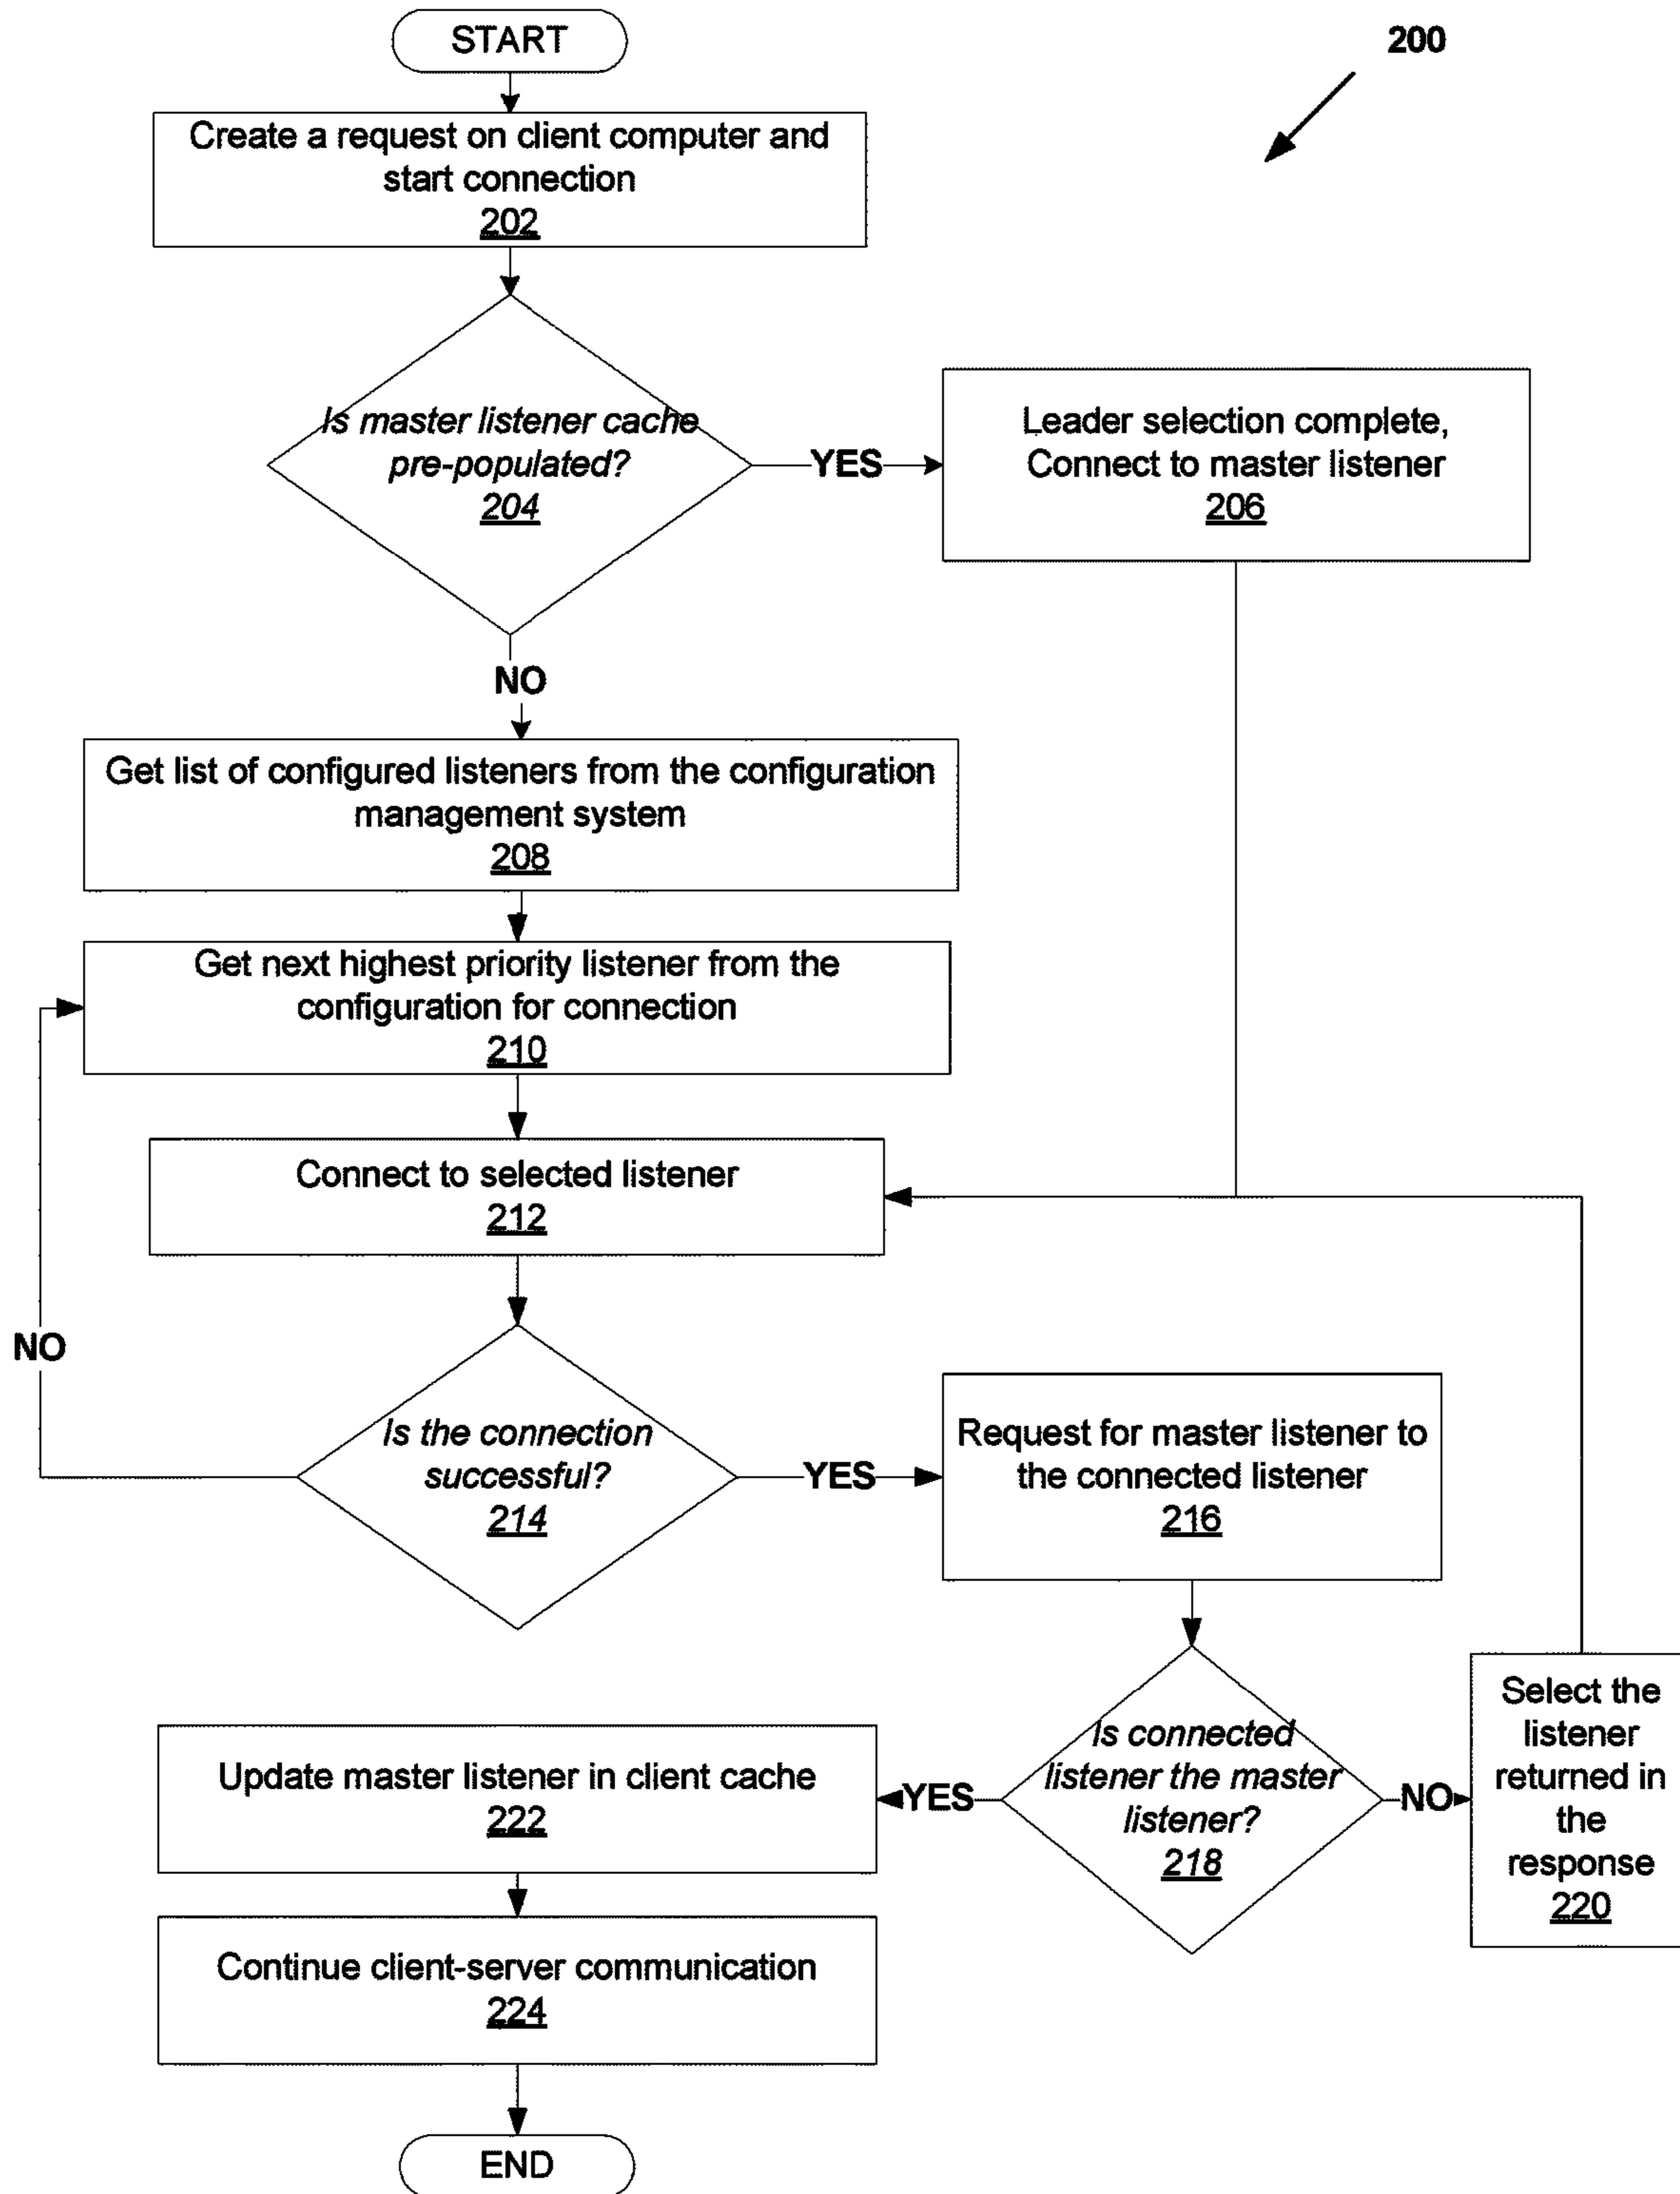 START
200
Create a request on client computer and
start connection
202
Is master listener cache
pre-populated?
204
YES
Leader selection complete,
Connect to master listener
206
NO
Get list of configured listeners from the configuration
management system
208
Get next highest priority listener from the
configuration for connection
210
Connect to selected listener
212
NO
Is the connection
successful?
214
YES
Request for master listener to
the connected listener
216
Is connected
listener the master
listener?
218
NO
Select the
listener
returned in
the
response
220
YES
Update master listener in client cache
222
Continue client-server communication
224
END